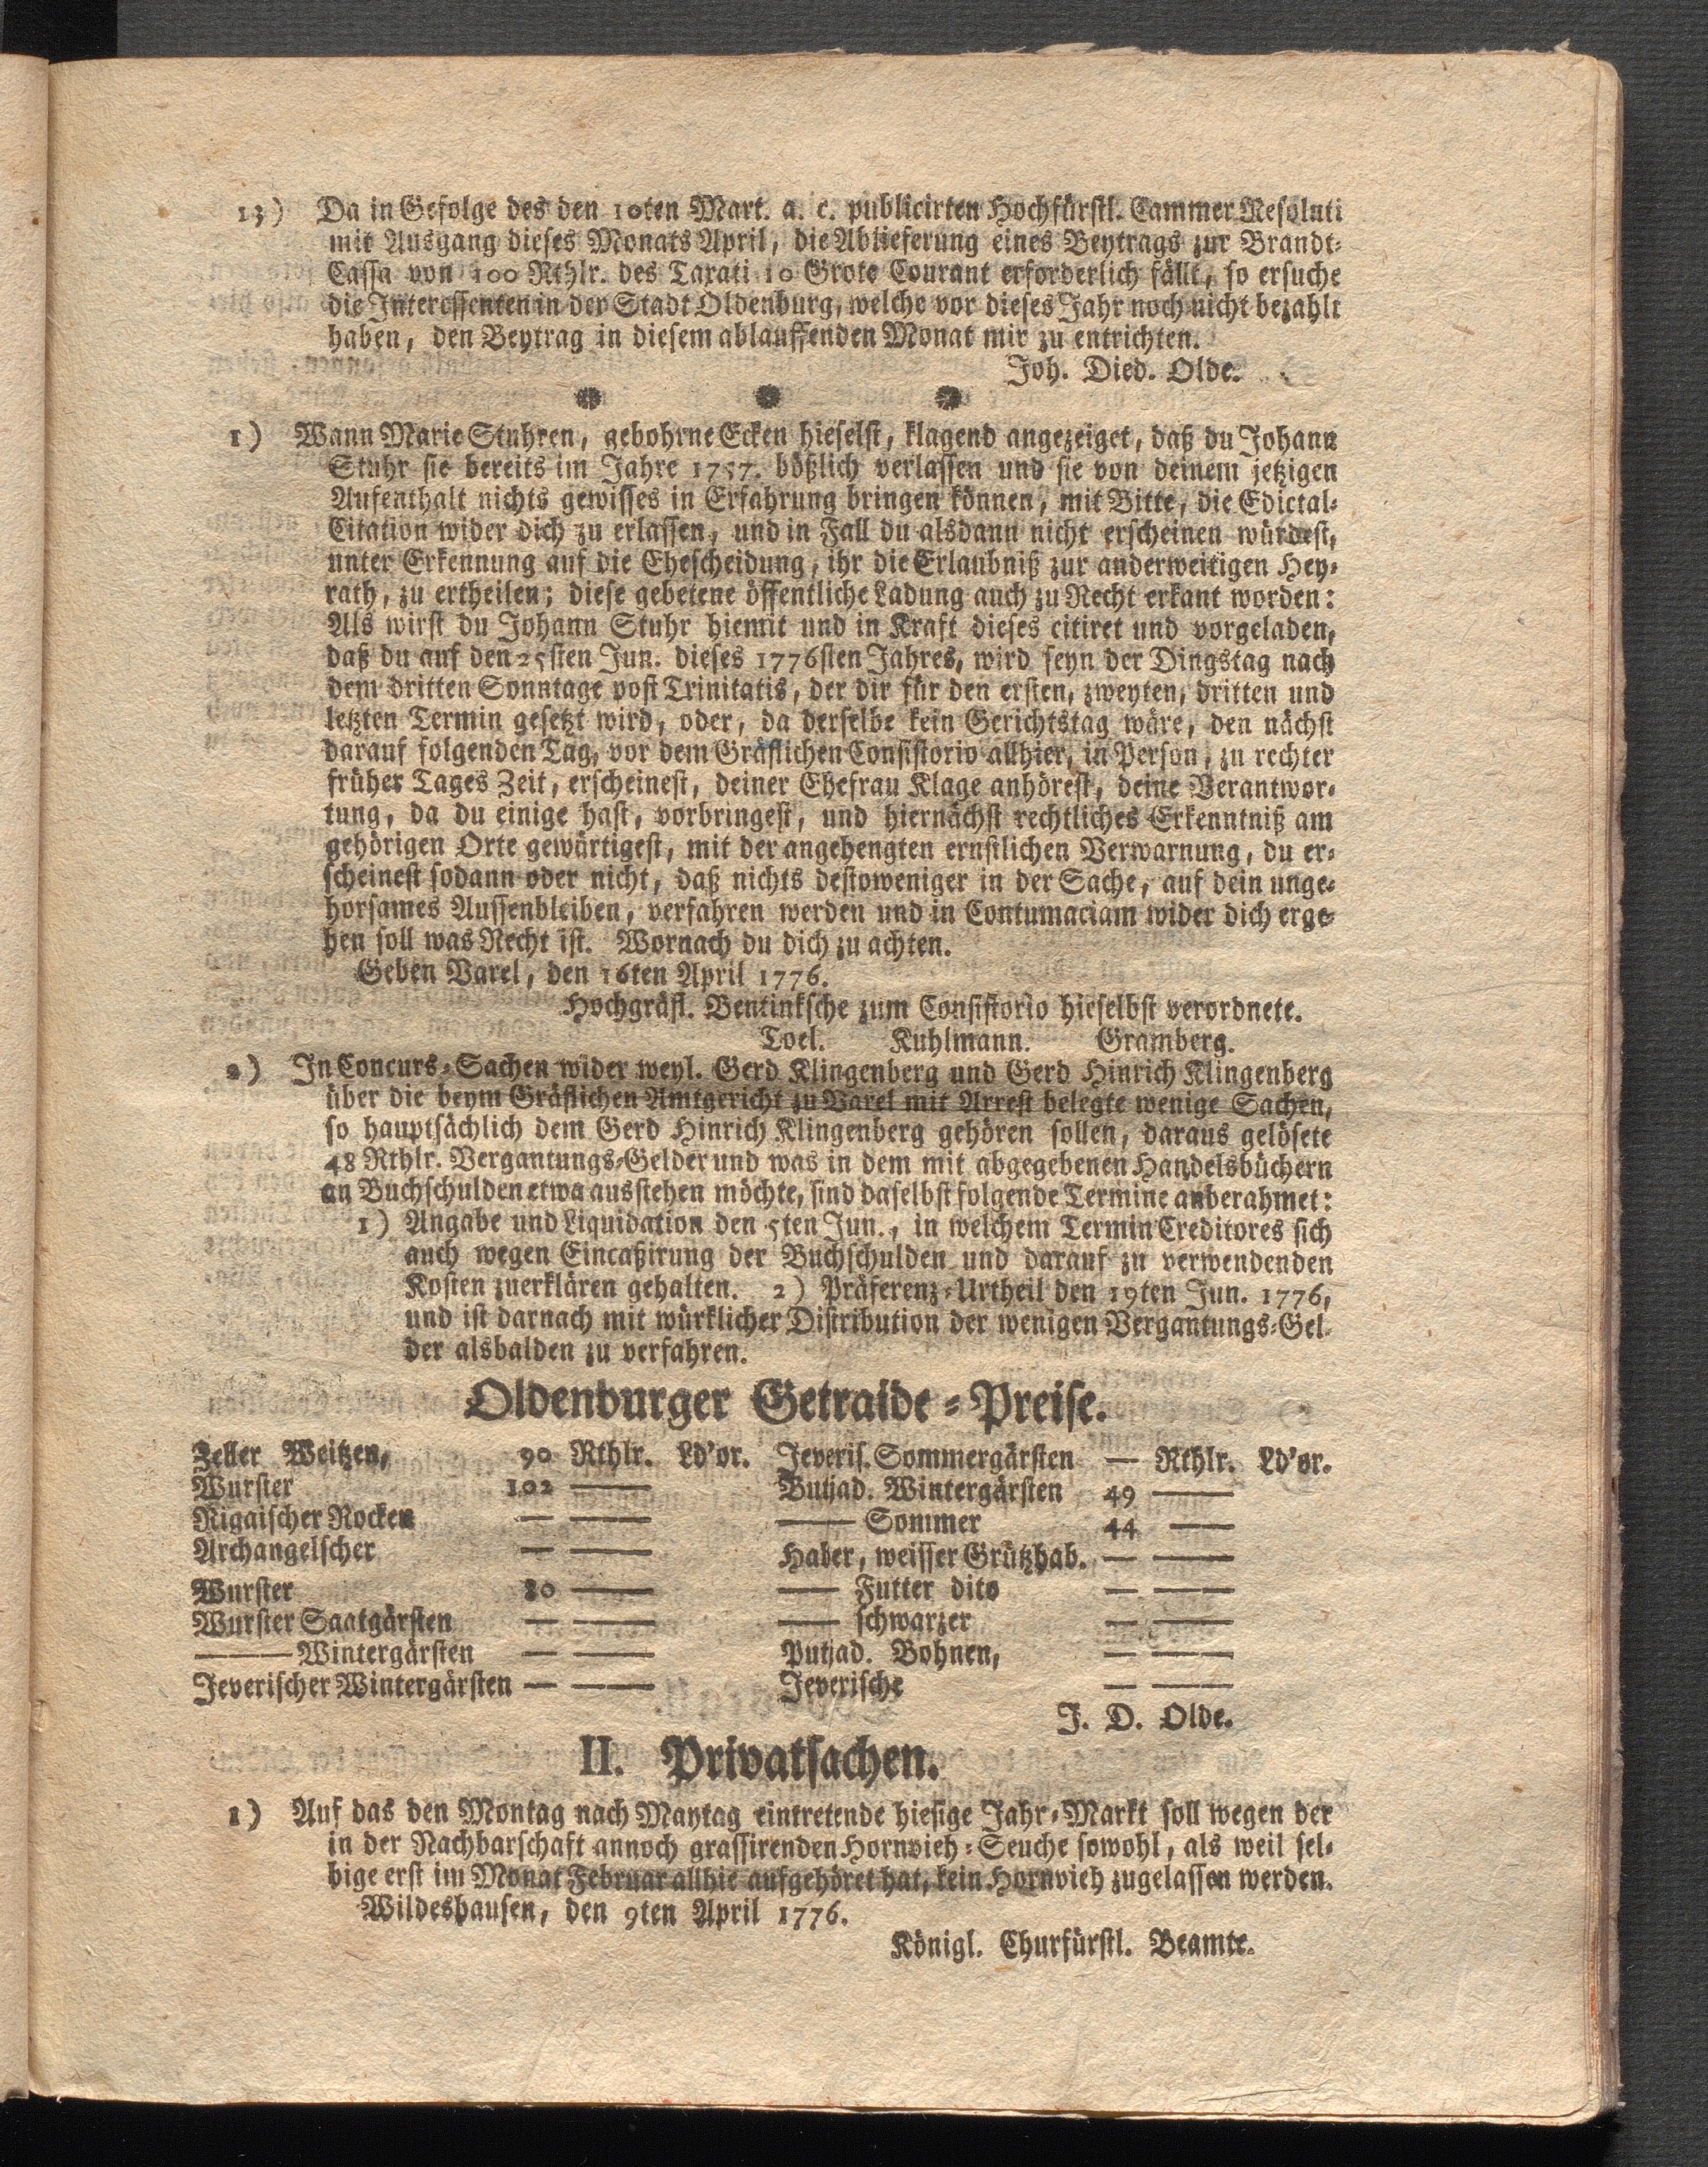 13) Da in Gefolge des den 10ten Mart. a. c. publicirten Hochfürstl. Cammer Resoluti
mit Ausgang dieses Monats April, die Ablieferung eines Beytrags zur Brandt-
Cassa von 100 Rthlr. des Taxati 10 Grote Courant erforderlich fällt, so ersuche
die Interessenten in der Stadt Oldenburg, welche vor dieses Jahr noch nicht bezahlt
haben, den Beytrag in diesem ablauffenden Monat mir zu entrichten.
Joh. Died. Olde.
1) Wann Marie Stuhren, gebohrne Ecken hieselst, klagend angezeiget, daß du Johann
Stuhr sie bereits im Jahre 1757. bößlich verlassen und sie von deinem jetzigen
Aufenthalt nichts gewisses in Erfahrung bringen können, mit Bitte, die Edictal-
Citation wider dich zu erlassen, und in Fall du alsdann nicht erscheinen würdest,
unter Erkennung auf die Ehescheidung, ihr die Erlaubniß zur anderweitigen Hey-
rath, zu ertheilen; diese gebetene öffentliche Ladung auch zu Recht erkant worden:
Als wirst du Johann Stuhr hiemit und in Kraft dieses citiret und vorgeladen,
daß du auf den 25sten Jun. dieses 1776sten Jahres, wird seyn der Dingstag nach
dem dritten Sonntage post Trinitatis, der dir für den ersten, zweyten, dritten und
letzten Termin gesetzt wird, oder, da derselbe kein Gerichtstag wäre, den nächst
darauf folgenden Tag, vor dem Gräflichen Consistorio allhier, in Person, zu rechter
früher Tages Zeit, erscheinest, deiner Ehefrau Klage anhörest, deine Verantwor-
tung, da du einige hast, vorbringest, und hiernächst rechtliches Erkenntniß am
gehörigen Orte gewärtigest, mit der angehengten ernstlichen Verwarnung, du er-
scheinest sodann oder nicht, daß nichts destoweniger in der Sache, auf dein unge-
horsames Aussenbleiben, verfahren werden und in Contumaciam wider dich erge-
hen soll was Recht ist. Wornach du dich zu achten.
Geben Varel, den 16ten April 1776.
Hochgräfl. Bentinksche zum Consistorio hieselbst verordnete.
Toel. Kuhlmann. Gramberg.
2) In Concurs-Sachen wider weyl. Gerd Klingenberg und Gerd Hinrich Klingenberg
über die beym Gräflichen Amtgericht zu Varel mit Arrest belegte wenige Sachen,
so hauptsächlich dem Gerd Hinrich Klingenberg gehören sollen, daraus gelösete
48 Rthlr. Vergantungs-Gelder und was in dem mit abgegebenen Handelsbüchern
an Buchschulden etwa ausstehen möchte, sind daselbst folgende Termine anberahmet:
1) Angabe und Liquidation den 5ten Jun., in welchem Termin Creditores sich
auch wegen Eincaßirung der Buchschulden und darauf zu verwendenden
Kosten zuerklären gehalten. 2) Präferenz-Urtheil den 19ten Jun. 1776,
und ist darnach mit würklicher Distribution der wenigen Vergantungs-Gel-
der alsbalden zu verfahren.
Oldenburger Getraide-Preise.
Zeller Weitzen, 90 Rthlr. Ld'or. Jeveris. Sommergärsten — Rthlr. Ld'or.
Wurster 102 —— Butjad. Wintergärsten 49 ——
Rigaischer Rocken — —— —— Sommer 44 ——
Archangelscher — —— Haber, weisser Grützhab. — ——
Wurster 80 —— —— Futter dito — ——
Wurster Saatgärsten — —— —— schwarzer — ——
——— Wintergärsten — —— Putjad. Bohnen, — ——
Jeverischer Wintergärsten — —— Jeverische — ——
J. D. Olde.
II. Privatsachen.
1) Auf das den Montag nach Maytag eintretende hiesige Jahr-Markt soll wegen der
in der Nachbarschaft annoch grassirenden Hornvieh-Seuche sowohl, als weil sel-
bige erst im Monat Februar allhie aufgehöret hat, kein Hornvieh zugelassen werden.
Wildeshausen, den 9ten April 1776.
Königl. Churfürstl. Beamte.